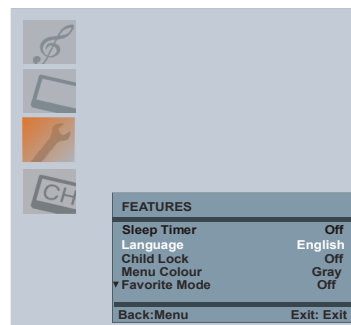 CH
FEATURES
Sleep Timer Off
Language English
Child Lock Off
Menu Colour Gray
Favorite Mode Off
Back:Menu Exit: Exit